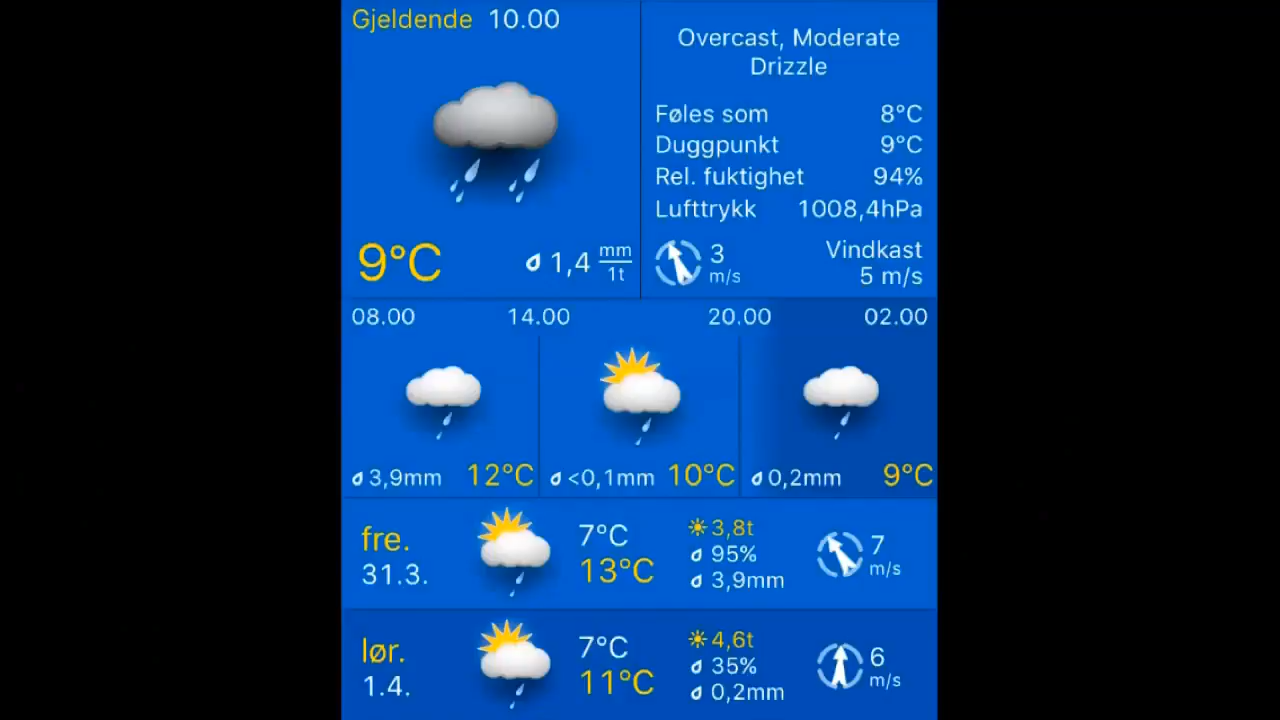 Gjeldende 10.00
9°C
1,4 mm
1t
Overcast, Moderate
Drizzle
Føles som 8°C
Duggpunkt 9°C
Rel. fuktighet 94%
Lufttrykk 1008,4hPa
3
m/s
Vindkast
5 m/s
08.00 14.00 20.00 02.00
3,9mm 12°C <0,1mm 10°C 0,2mm 9°C
fre.
31.3.
7°C
13°C
3,8t
95%
3,9mm
7
m/s
lør.
1.4.
7°C
11°C
4,6t
35%
0,2mm
6
m/s